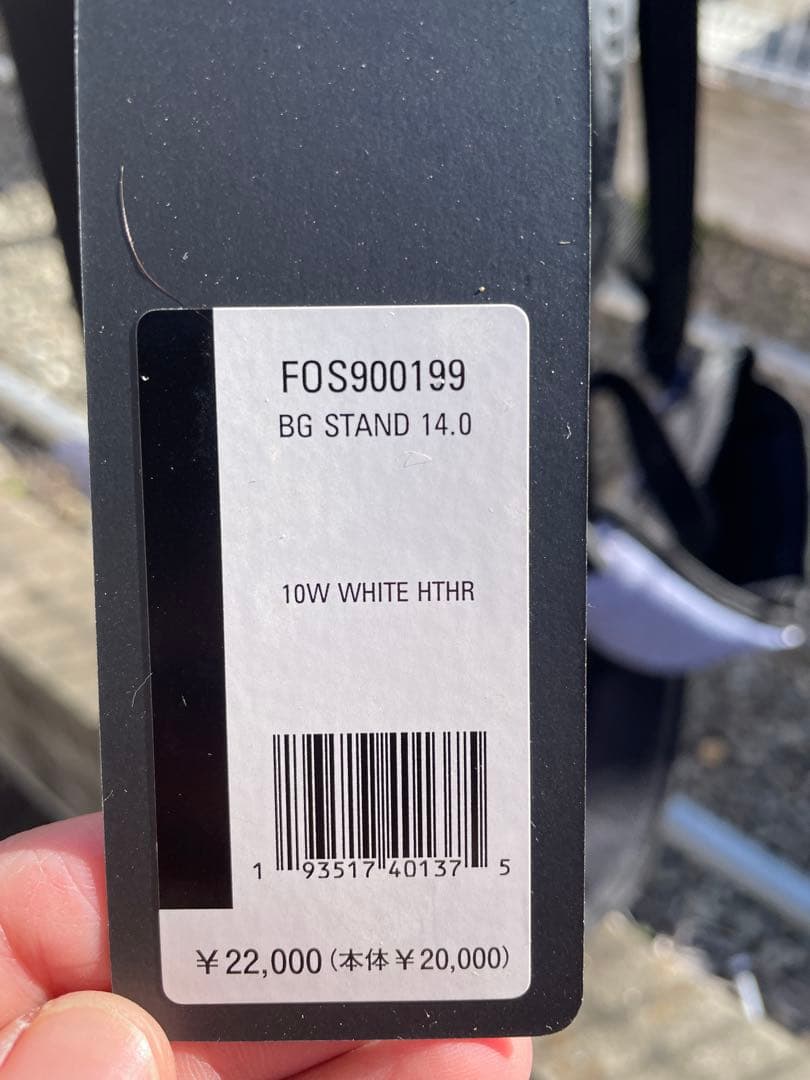 FOS900199
BG STAND 14.0
10W WHITE HTHR
1 93517 40137 5
￥22,000（本体￥20,000）